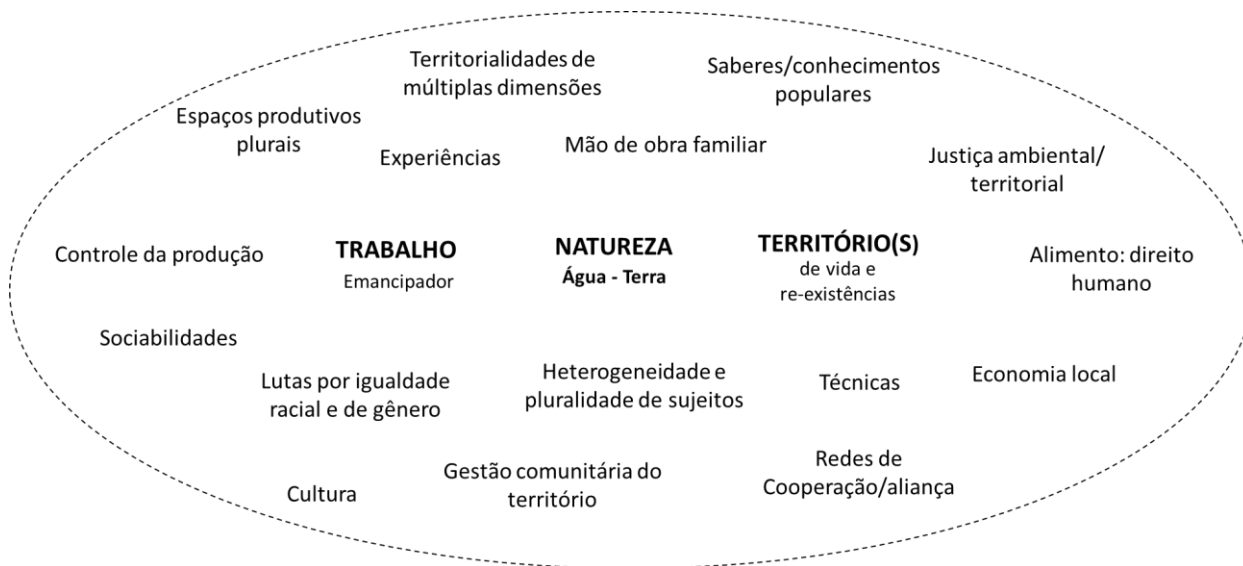 Territorialidades de
múltiplas dimensões
Saberes/conhecimentos
populares
Espaços produtivos
plurais
Experiências
Mão de obra familiar
Justiça ambiental/
territorial
Controle da produção
TRABALHO
Emancipador
NATUREZA
Água - Terra
TERRITÓRIO(S)
de vida e
re-existências
Alimento: direito
humano
Sociabilidades
Lutas por igualdade
racial e de gênero
Heterogeneidade e
pluralidade de sujeitos
Técnicas
Economia local
Cultura
Gestão comunitária do
território
Redes de
Cooperação/aliança